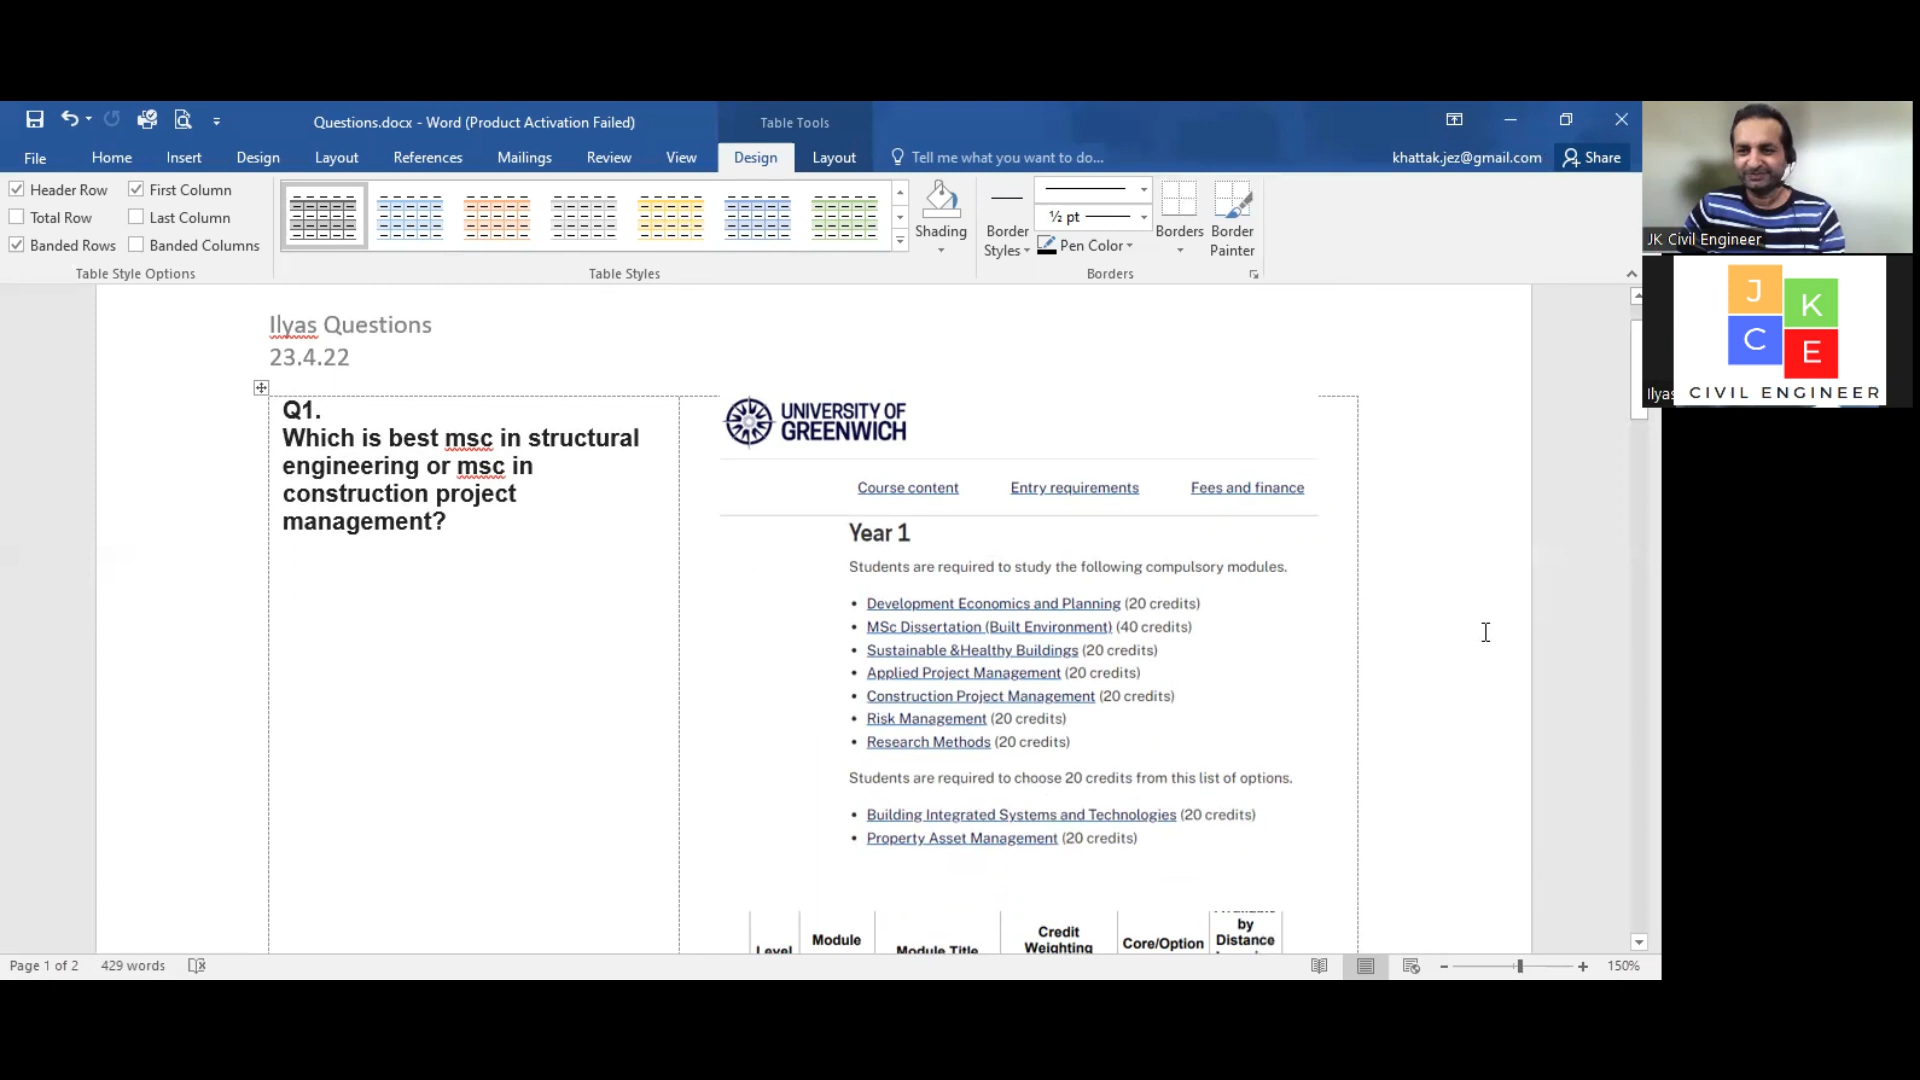 Questions.docx - Word (Product Activation Failed)
Table Tools
File Home Insert Design Layout References Mailings Review View Design Layout Tell me what you want to do...
khattak.jez@gmail.com Share
Header Row First Column
Total Row Last Column
Banded Rows Banded Columns
Table Style Options
Table Styles
Shading
Border Styles
½ pt
Pen Color
Borders
Border Painter
Borders
JK Civil Engineer
J
K
C
E
CIVIL ENGINEER
Ilyas Questions
23.4.22
Q1.
Which is best msc in structural
engineering or msc in
construction project
management?
UNIVERSITY OF
GREENWICH
Course content Entry requirements Fees and finance
Year 1
Students are required to study the following compulsory modules.
• Development Economics and Planning (20 credits)
• MSc Dissertation (Built Environment) (40 credits)
• Sustainable &Healthy Buildings (20 credits)
• Applied Project Management (20 credits)
• Construction Project Management (20 credits)
• Risk Management (20 credits)
• Research Methods (20 credits)
Students are required to choose 20 credits from this list of options.
• Building Integrated Systems and Technologies (20 credits)
• Property Asset Management (20 credits)
Level
Module
Module Title
Credit
Weighting
Core/Option
by
Distance
Page 1 of 2 429 words
150%